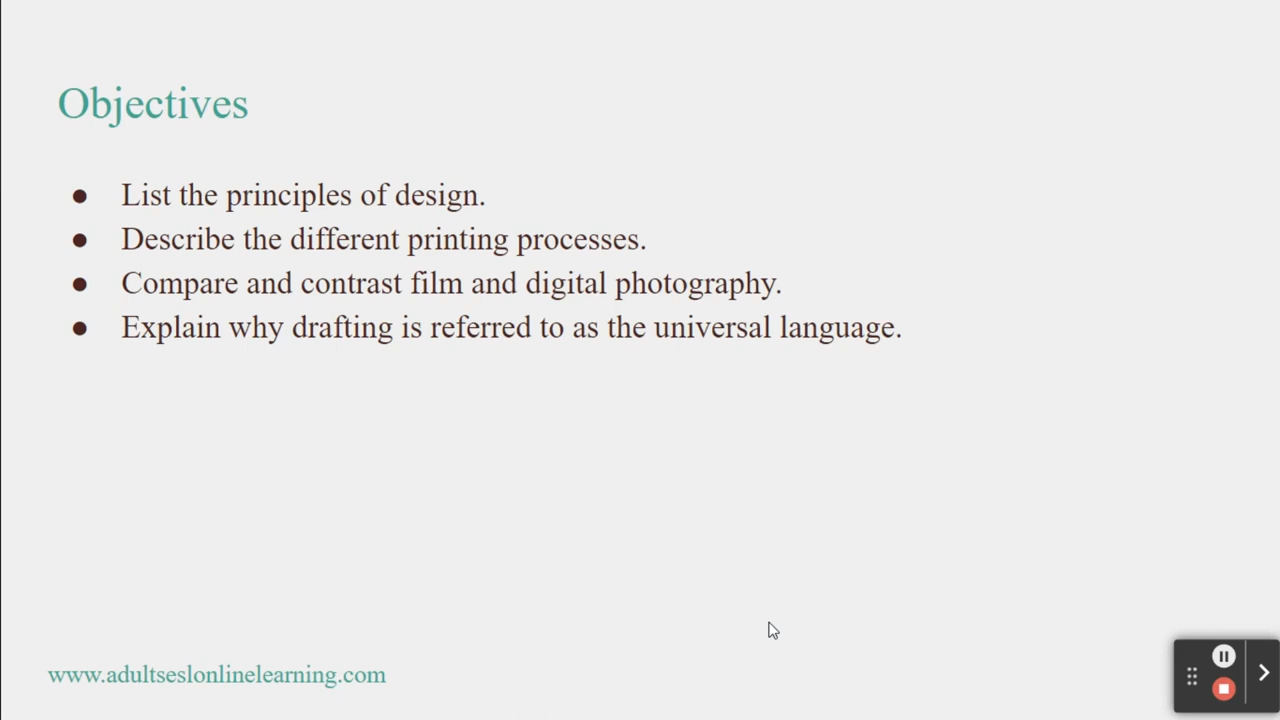 Objectives
● List the principles of design.
● Describe the different printing processes.
● Compare and contrast film and digital photography.
● Explain why drafting is referred to as the universal language.
www.adultseslonlinelearning.com